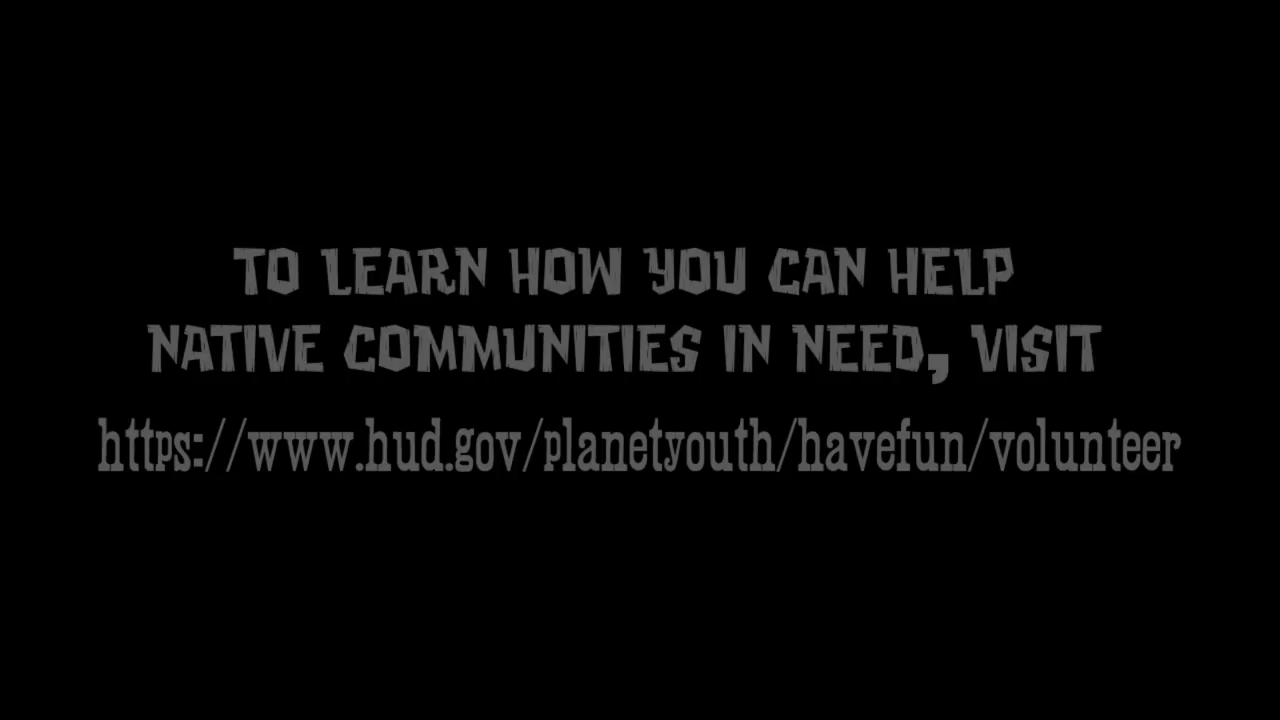 TO LEARN HOW YOU CAN HELP
NATIVE COMMUNITIES IN NEED, VISIT
https://www.hud.gov/planetyouth/havefun/volunteer